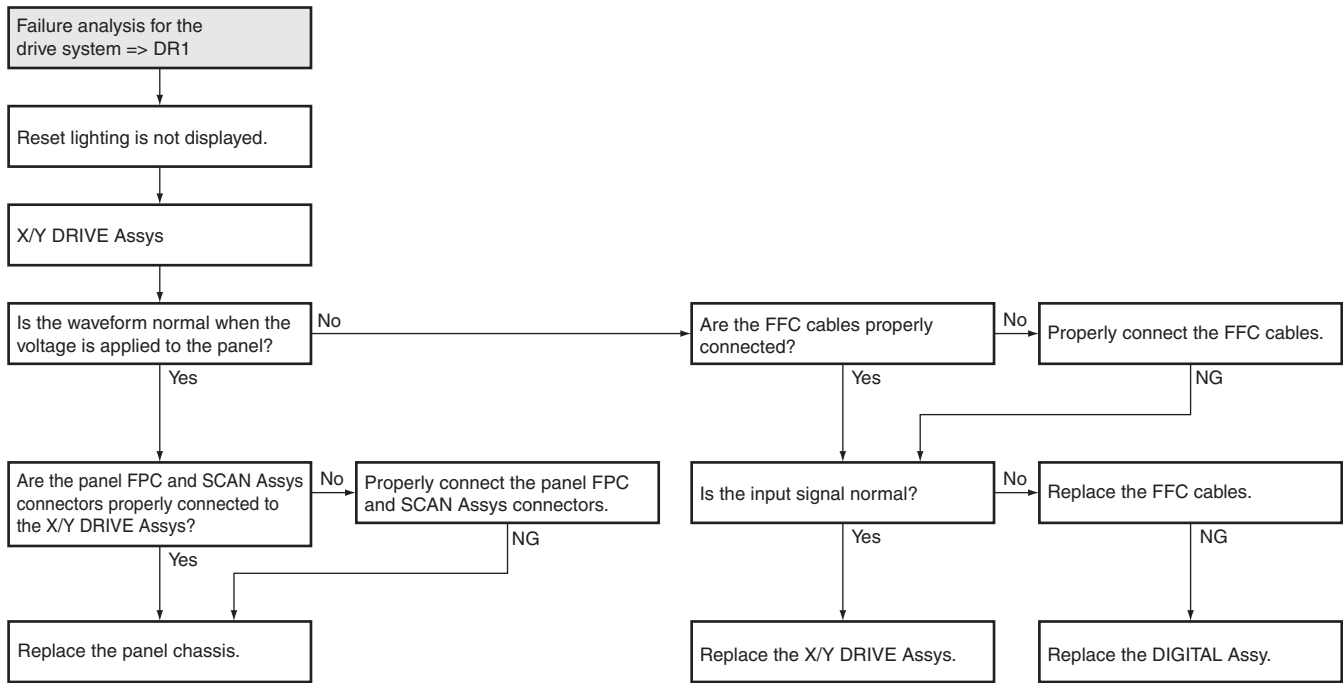 Failure analysis for the
drive system => DR1
Reset lighting is not displayed.
X/Y DRIVE Assys
Is the waveform normal when the
voltage is applied to the panel?
No
Are the FFC cables properly
connected?
No
Properly connect the FFC cables.
Yes
Yes
NG
Are the panel FPC and SCAN Assys
connectors properly connected to
the X/Y DRIVE Assys?
No
Properly connect the panel FPC
and SCAN Assys connectors.
Is the input signal normal?
No
Replace the FFC cables.
Yes
NG
Yes
NG
Replace the panel chassis.
Replace the X/Y DRIVE Assys.
Replace the DIGITAL Assy.